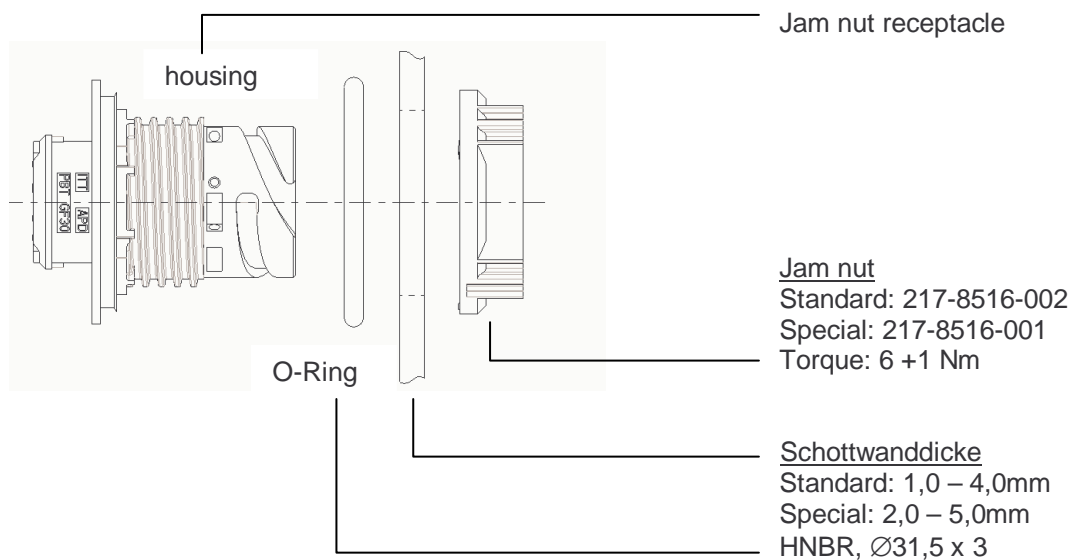 Jam nut receptacle
housing
ITT APD
PBT GF30
Jam nut
Standard: 217-8516-002
Special: 217-8516-001
Torque: 6 +1 Nm
O-Ring
Schottwanddicke
Standard: 1,0 – 4,0mm
Special: 2,0 – 5,0mm
HNBR, ∅31,5 x 3